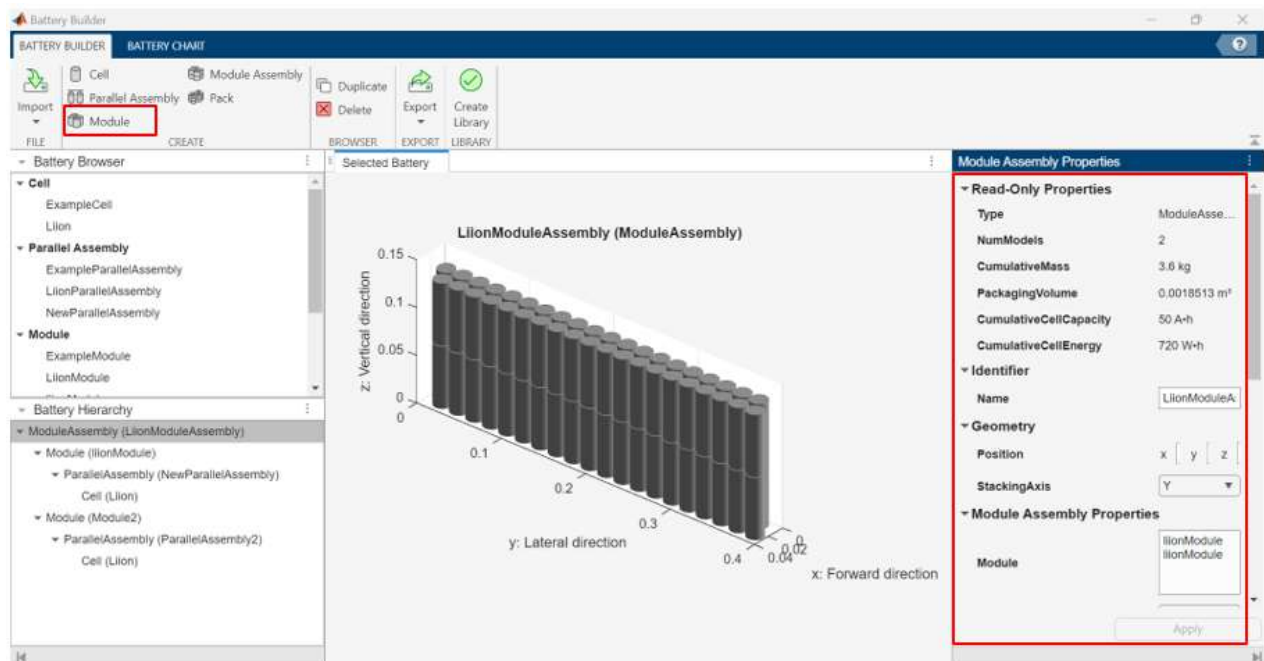 Battery Builder
BATTERY BUILDER BATTERY CHART
Import
Cell
Parallel Assembly
Module
Module Assembly
Pack
Duplicate
Delete
Export
Create
Library
FILE CREATE BROWSER EXPORT LIBRARY
Battery Browser
Cell
ExampleCell
LiIon
Parallel Assembly
ExampleParallelAssembly
LiIonParallelAssembly
NewParallelAssembly
Module
ExampleModule
LiIonModule
Battery Hierarchy
ModuleAssembly (LiIonModuleAssembly)
Module (liIonModule)
ParallelAssembly (NewParallelAssembly)
Cell (LiIon)
Module (Module2)
ParallelAssembly (ParallelAssembly2)
Cell (LiIon)
Selected Battery
LiIonModuleAssembly (ModuleAssembly)
z: Vertical direction
0.15
0.1
0.05
0
0
0.1
0.2
0.3
0.4
y: Lateral direction
0
0.02
0.04
x: Forward direction
Module Assembly Properties
Read-Only Properties
Type ModuleAsse...
NumModels 2
CumulativeMass 3.6 kg
PackagingVolume 0.0018513 m³
CumulativeCellCapacity 50 A•h
CumulativeCellEnergy 720 W•h
Identifier
Name LiIonModuleA
Geometry
Position x y z
StackingAxis Y
Module Assembly Properties
Module
liIonModule
liIonModule
Apply